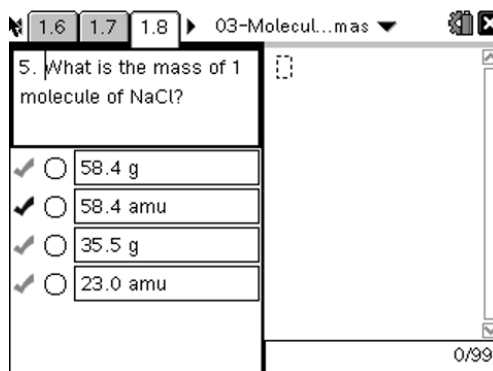 1.6 1.7 1.8 03-Molecul...mas
5. What is the mass of 1
molecule of NaCl?
58.4 g
58.4 amu
35.5 g
23.0 amu
0/99